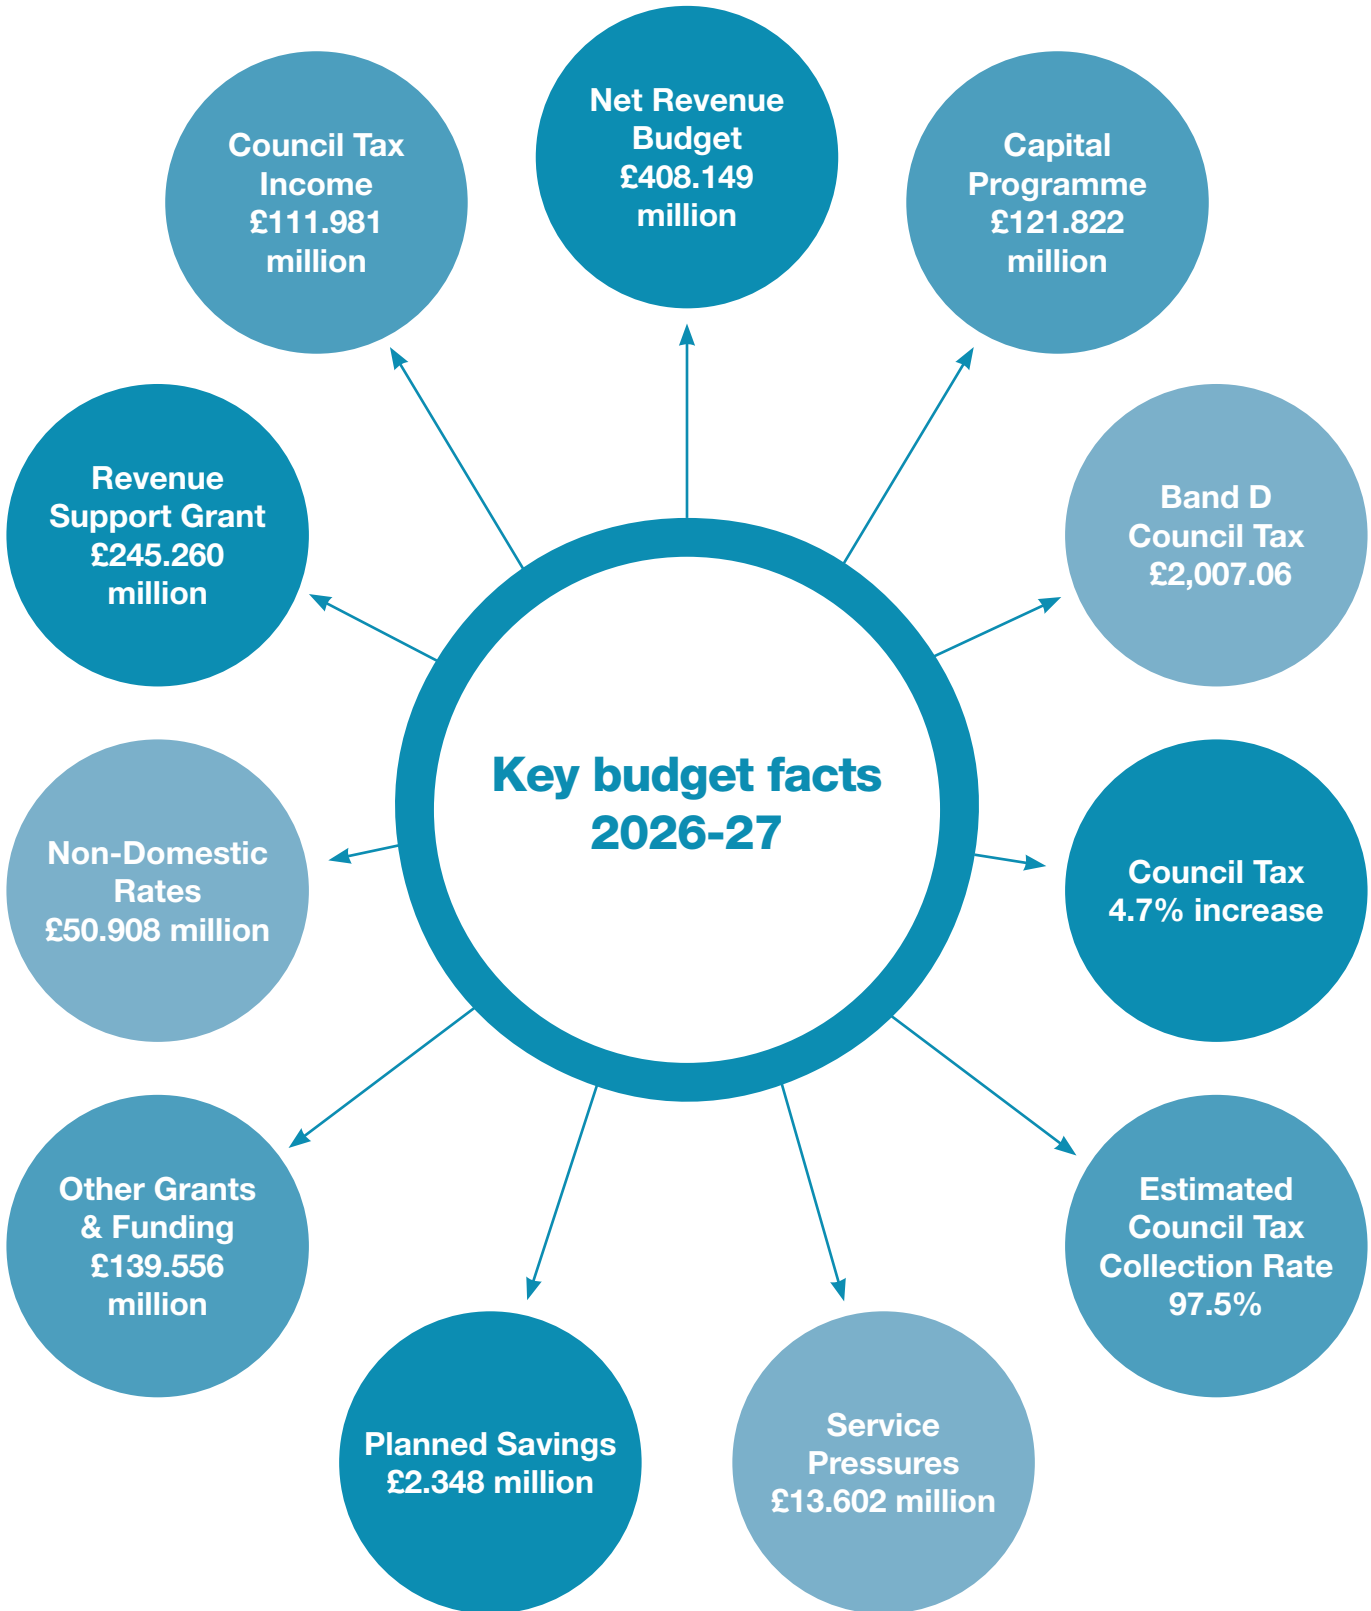 Net Revenue
Budget
£408.149
million
Council Tax
Income
£111.981
million
Capital
Programme
£121.822
million
Revenue
Support Grant
£245.260
million
Band D
Council Tax
£2,007.06
Key budget facts
2026-27
Non-Domestic
Rates
£50.908 million
Council Tax
4.7% increase
Other Grants
& Funding
£139.556
million
Estimated
Council Tax
Collection Rate
97.5%
Planned Savings
£2.348 million
Service
Pressures
£13.602 million